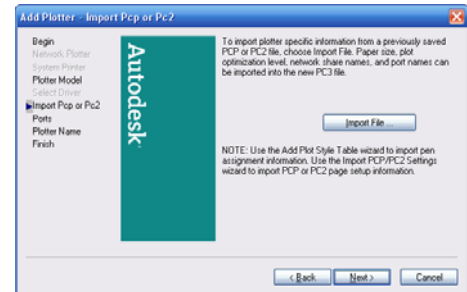 Add Plotter - Import Pcp or Pc2
Begin
Network Plotter
System Printer
Plotter Model
Select Driver
Import Pcp or Pc2
Ports
Plotter Name
Finish
Autodesk
To import plotter specific information from a previously saved
PCP or PC2 file, choose Import File. Paper size, plot
optimization level, network share names, and port names can
be imported into the new PC3 file.
Import File ...
NOTE: Use the Add Plot Style Table wizard to import pen
assignment information. Use the Import PCP/PC2 Settings
wizard to import PCP or PC2 page setup information.
< Back
Next >
Cancel